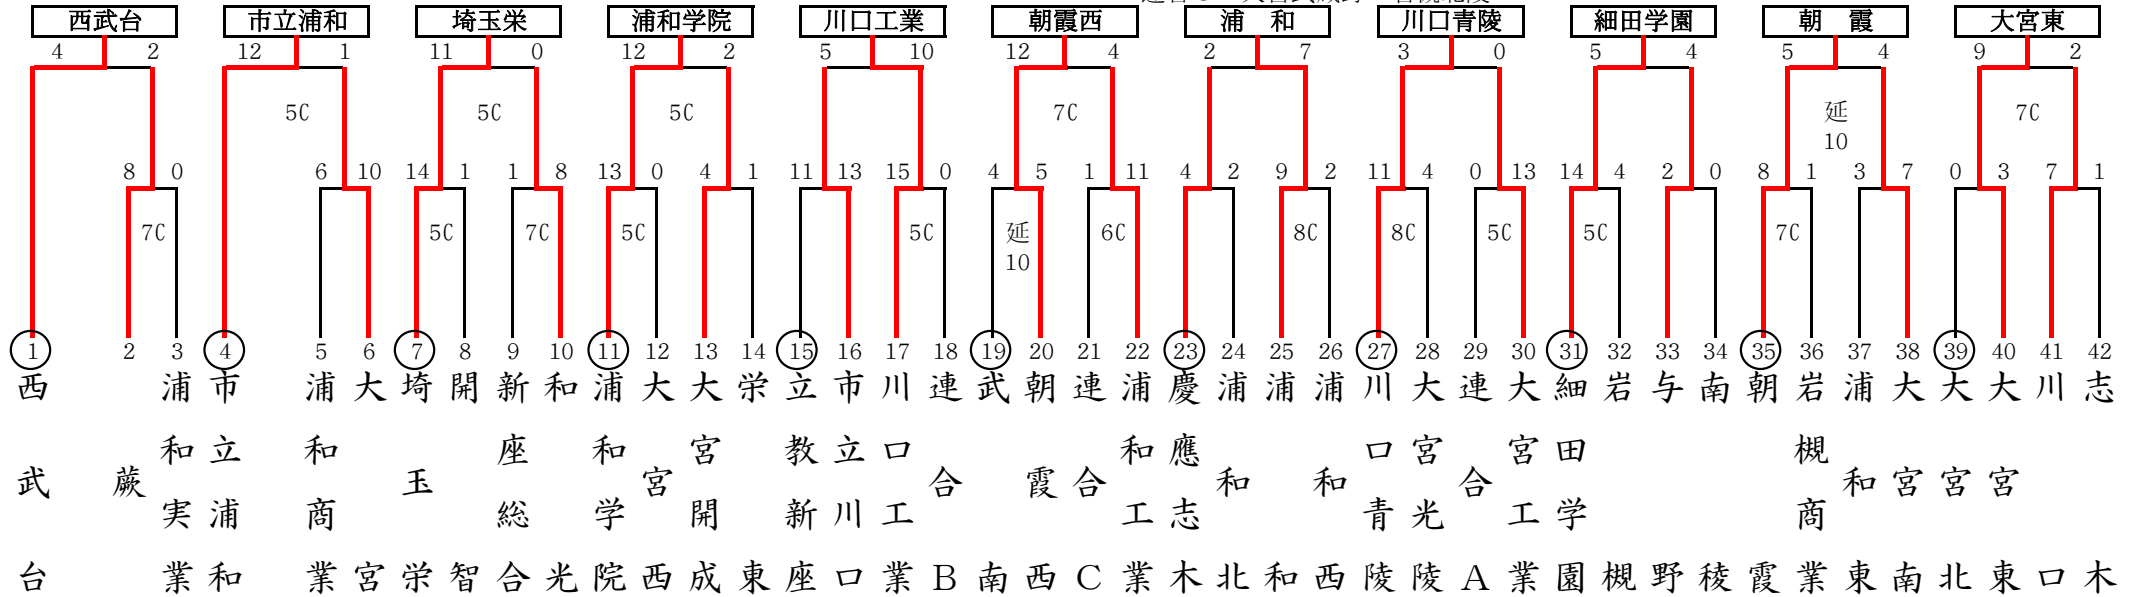 西武台 市立浦和 埼玉栄 浦和学院 川口工業 朝霞西 浦　和 川口青陵 細田学園 朝　霞 大宮東
4 2 12 1 11 0 12 2 5 10 12 4 2 7 3 0 5 4 5 4 9 2
5C 5C 5C 7C 延10 7C
8 0 6 10 14 1 1 8 13 0 4 1 11 13 15 0 4 5 1 11 4 2 9 2 11 4 0 13 14 4 2 0 8 1 3 7 0 3 7 1
7C 5C 7C 5C 5C 延10 6C 8C 8C 5C 5C 7C
1 2 3 4 5 6 7 8 9 10 11 12 13 14 15 16 17 18 19 20 21 22 23 24 25 26 27 28 29 30 31 32 33 34 35 36 37 38 39 40 41 42
西武台
蕨
浦和実業
市立浦和
浦和商業
大宮
埼玉栄
開智
新座総合
和光
浦和学院
大宮西
大宮開成
栄東
立教新座
市立川口
川口工業
連合B
武南
朝霞西
連合C
浦和工業
慶應志木
浦和北
浦和
浦和西
川口青陵
大宮光陵
連合A
大宮工業
細田学園
岩槻
与野
南稜
朝霞
岩槻商業
浦和東
大宮南
大宮北
大宮東
川口
志木